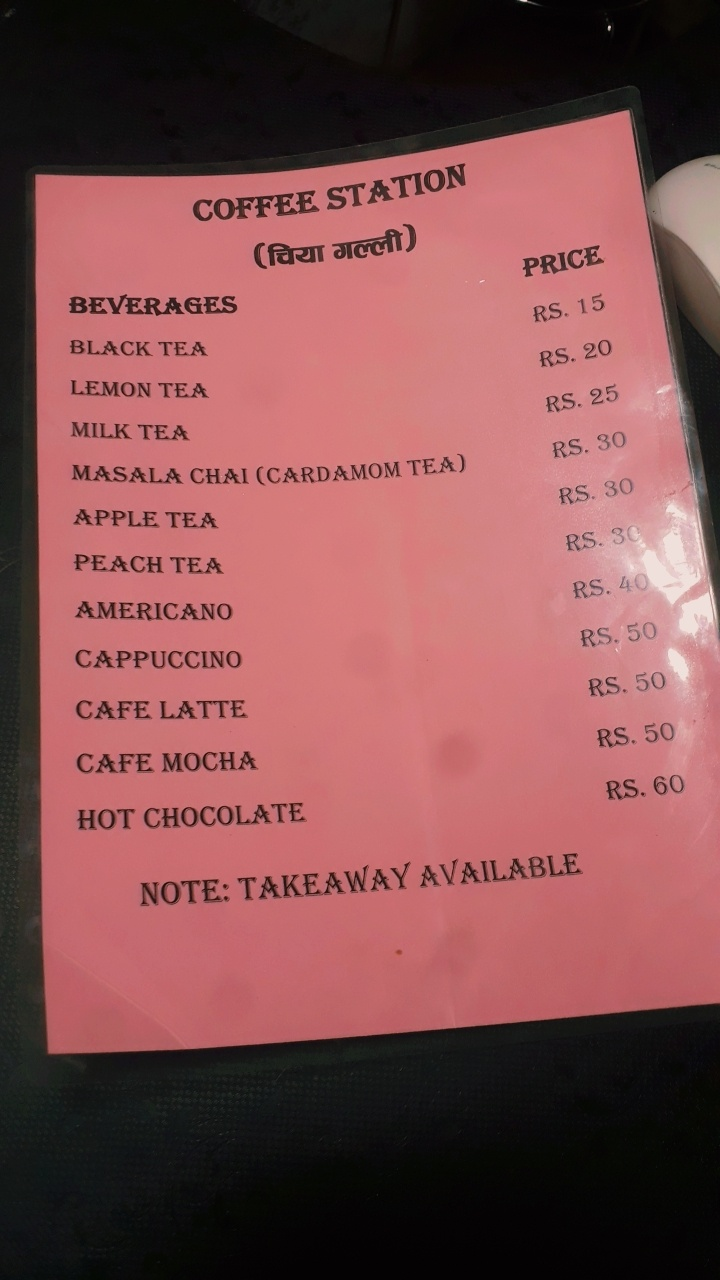 COFFEE STATION
(चिया गल्ली)
BEVERAGES PRICE
BLACK TEA RS. 15
LEMON TEA RS. 20
MILK TEA RS. 25
MASALA CHAI (CARDAMOM TEA) RS. 30
APPLE TEA RS. 30
PEACH TEA RS. 30
AMERICANO RS. 40
CAPPUCCINO RS. 50
CAFE LATTE RS. 50
CAFE MOCHA RS. 50
HOT CHOCOLATE RS. 60
NOTE: TAKEAWAY AVAILABLE